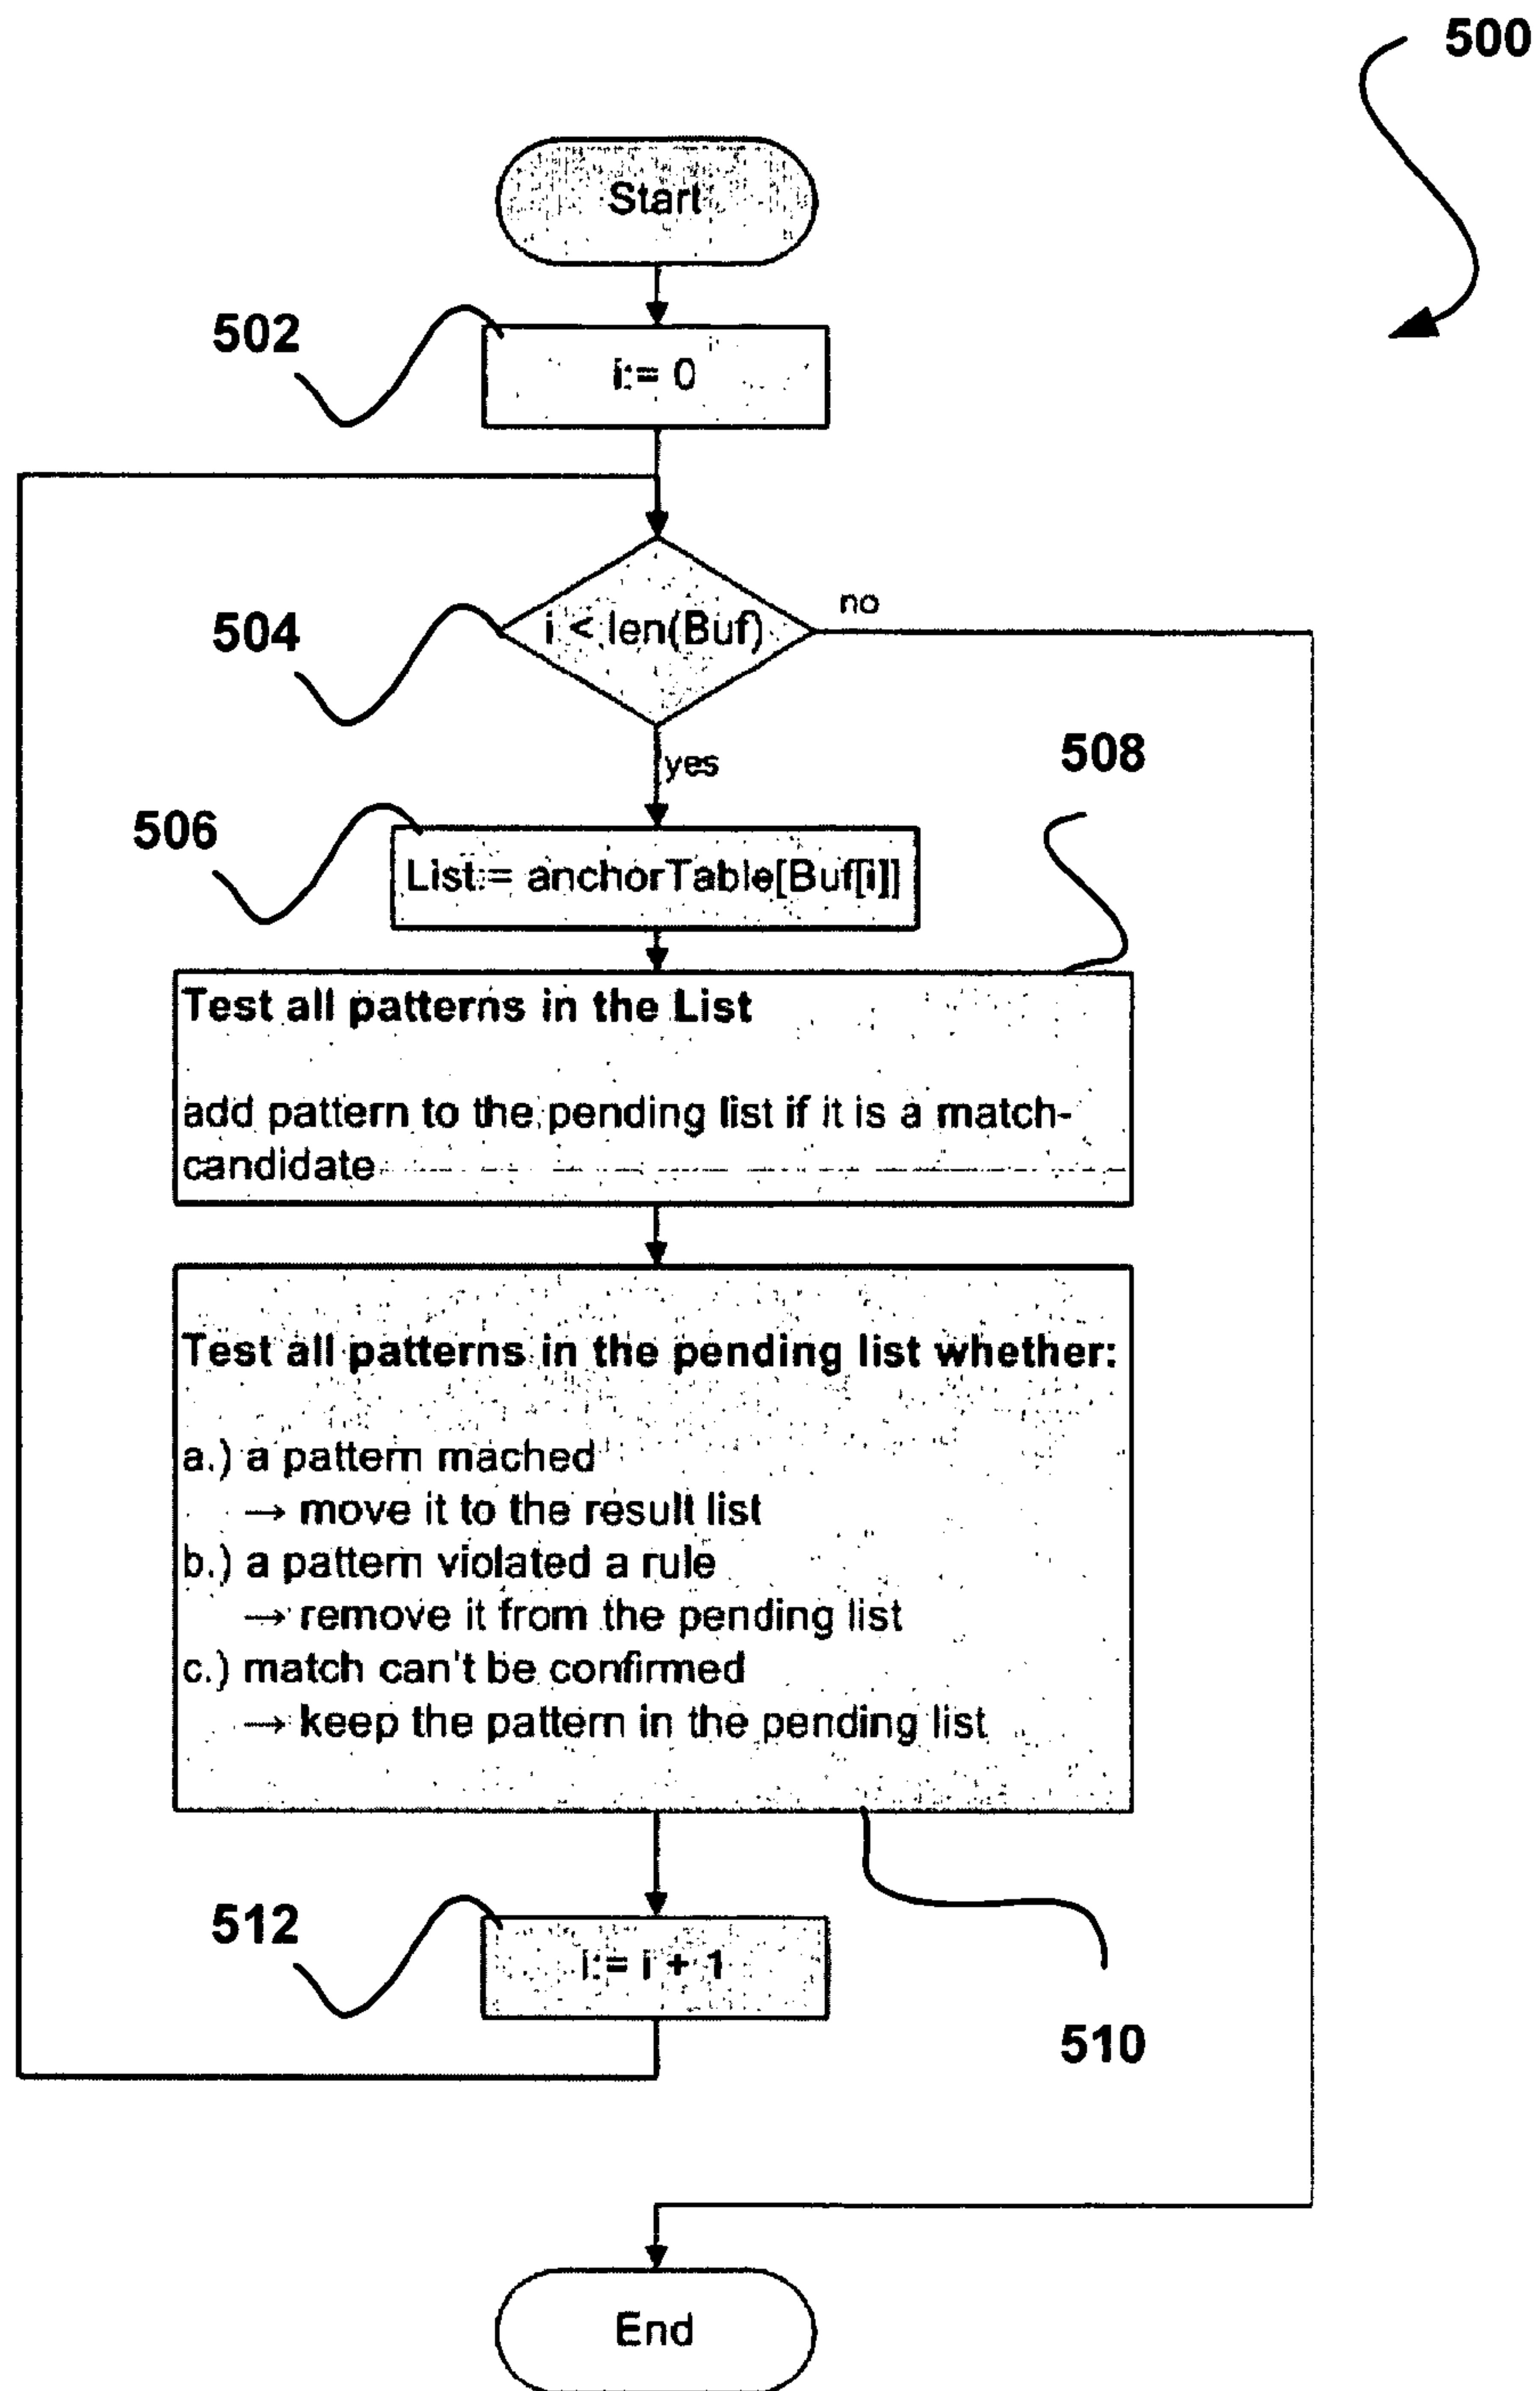 500
Start
502
i:= 0
504
i < len(Buf)
no
yes
508
506
List:= anchorTable[Buf[i]]
Test all patterns in the List
add pattern to the pending list if it is a match-
candidate
Test all patterns in the pending list whether:
a.) a pattern mached
→ move it to the result list
b.) a pattern violated a rule
→ remove it from the pending list
c.) match can't be confirmed
→ keep the pattern in the pending list
512
i:= i + 1
510
End